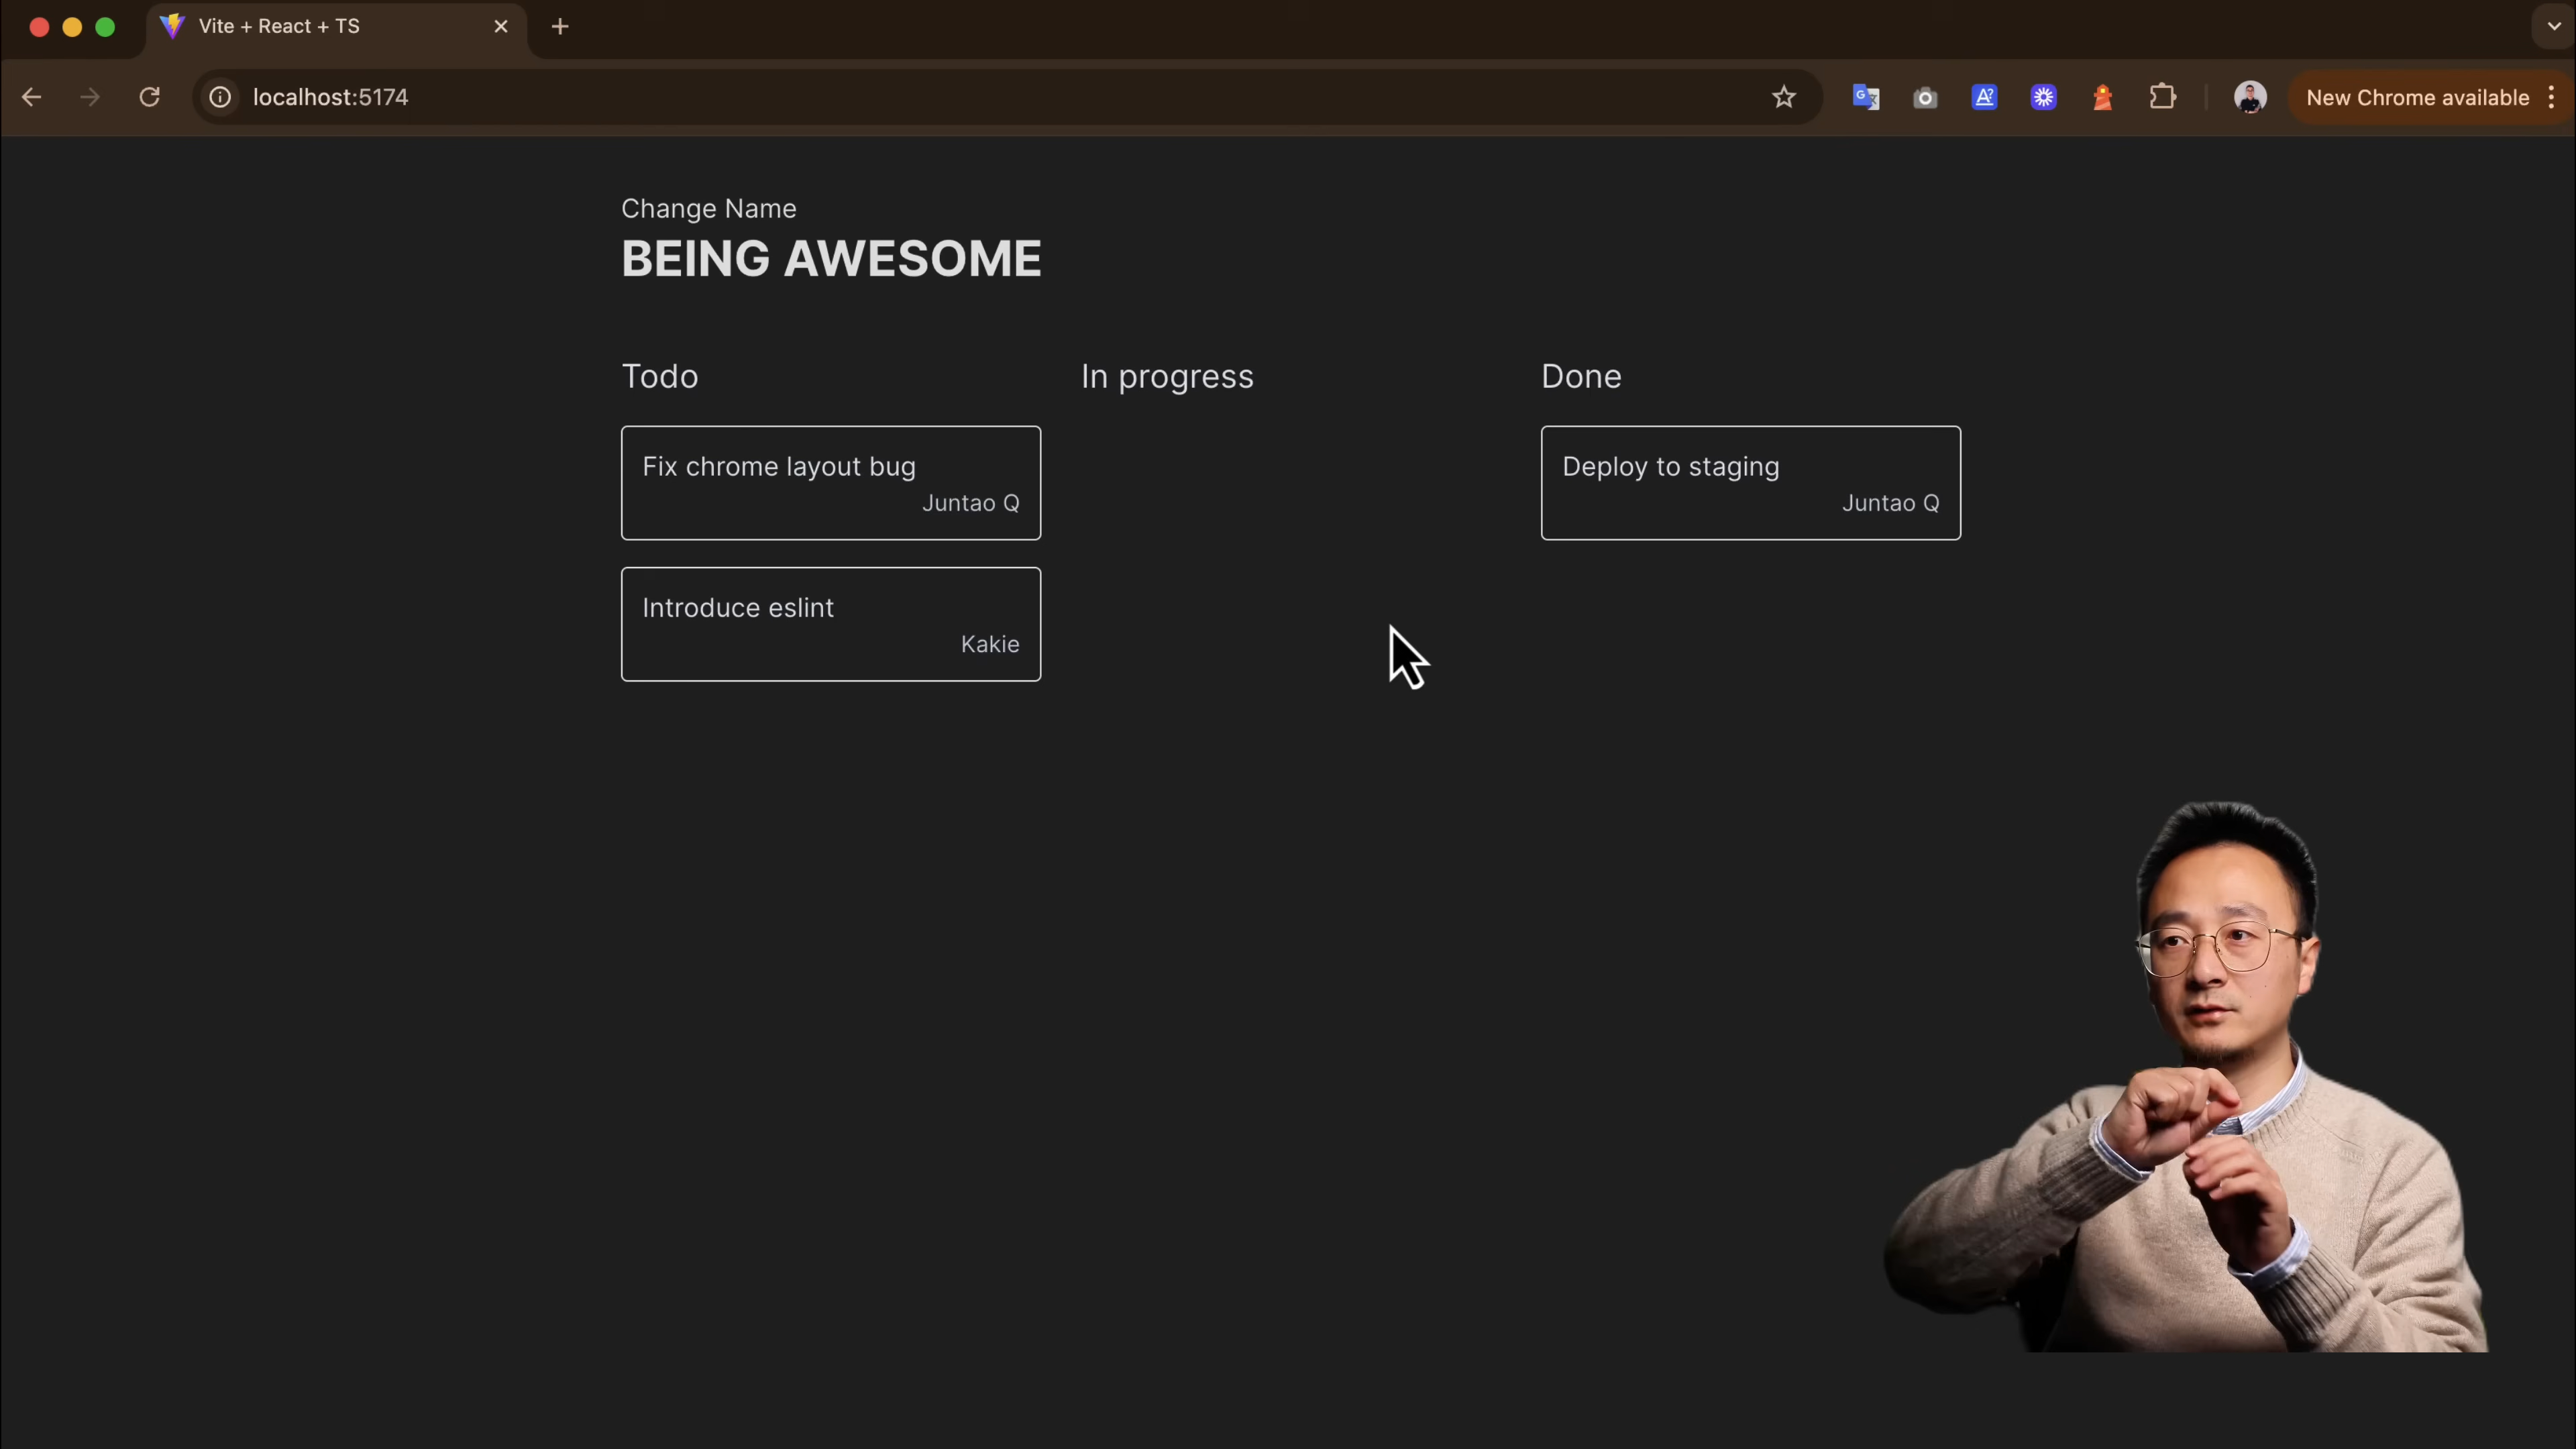 Vite + React + TS
localhost:5174
New Chrome available
Change Name
BEING AWESOME
Todo
In progress
Done
Fix chrome layout bug
Juntao Q
Deploy to staging
Juntao Q
Introduce eslint
Kakie